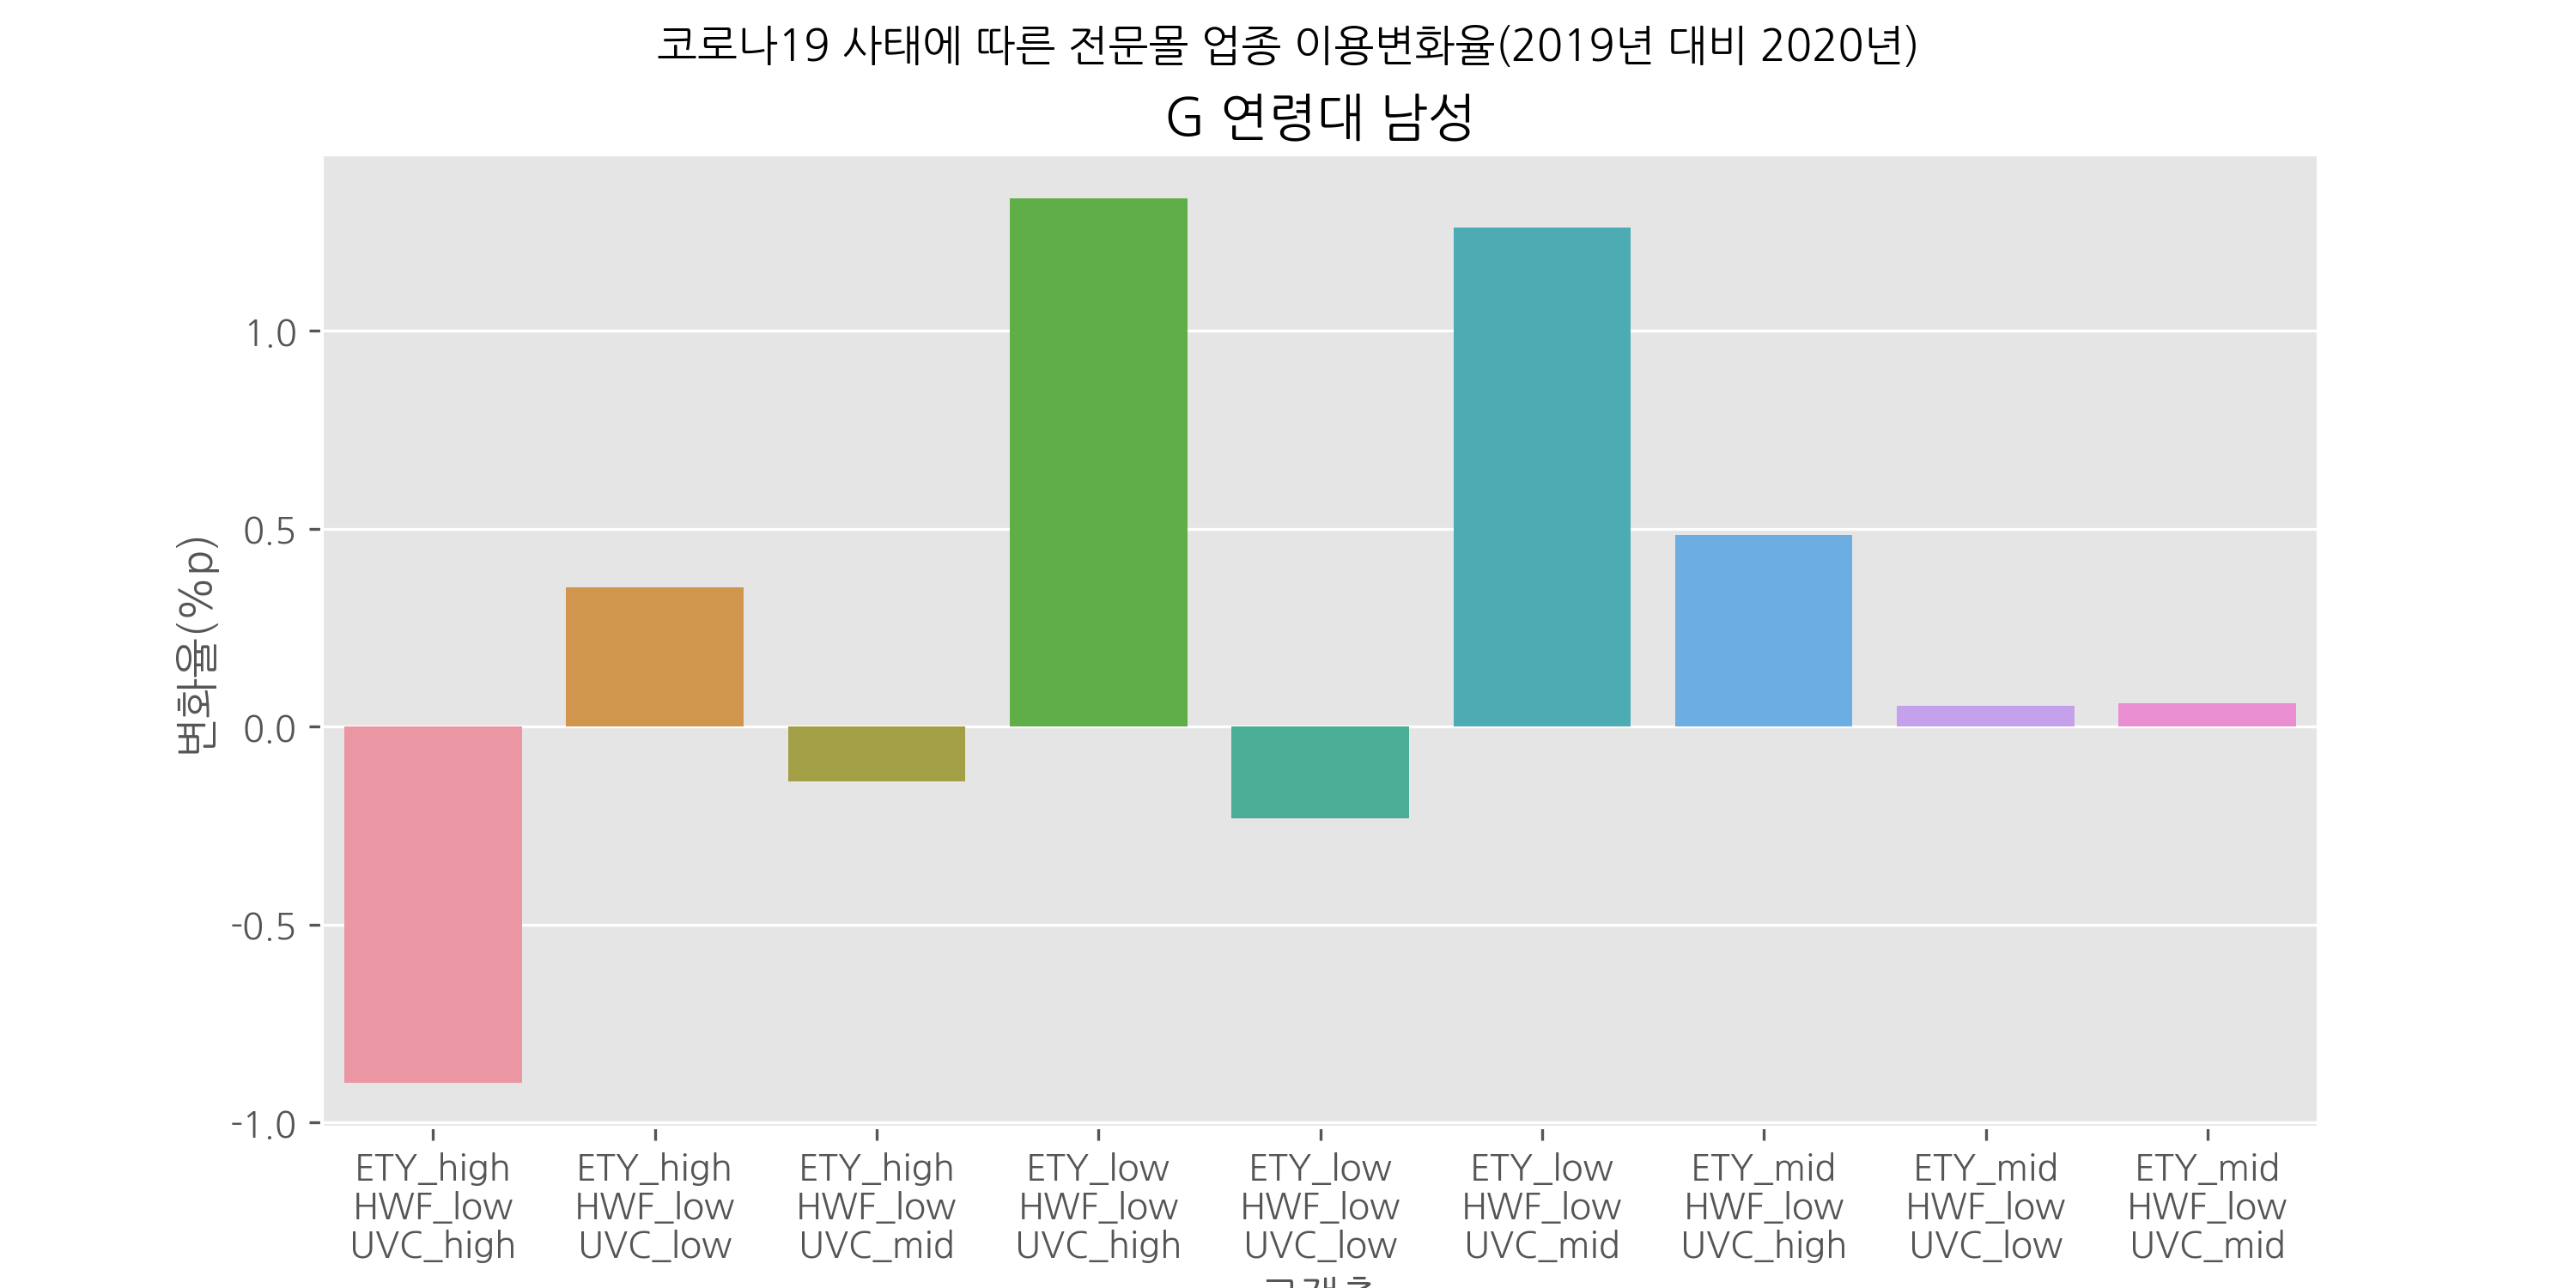 코로나19 사태에 따른 전문몰 업종 이용변화율(2019년 대비 2020년)
G 연령대 남성
변화율(%p)
1.0
0.5
0.0
-0.5
-1.0
ETY_high HWF_low UVC_high
ETY_high HWF_low UVC_low
ETY_high HWF_low UVC_mid
ETY_low HWF_low UVC_high
ETY_low HWF_low UVC_low
ETY_low HWF_low UVC_mid
ETY_mid HWF_low UVC_high
ETY_mid HWF_low UVC_low
ETY_mid HWF_low UVC_mid